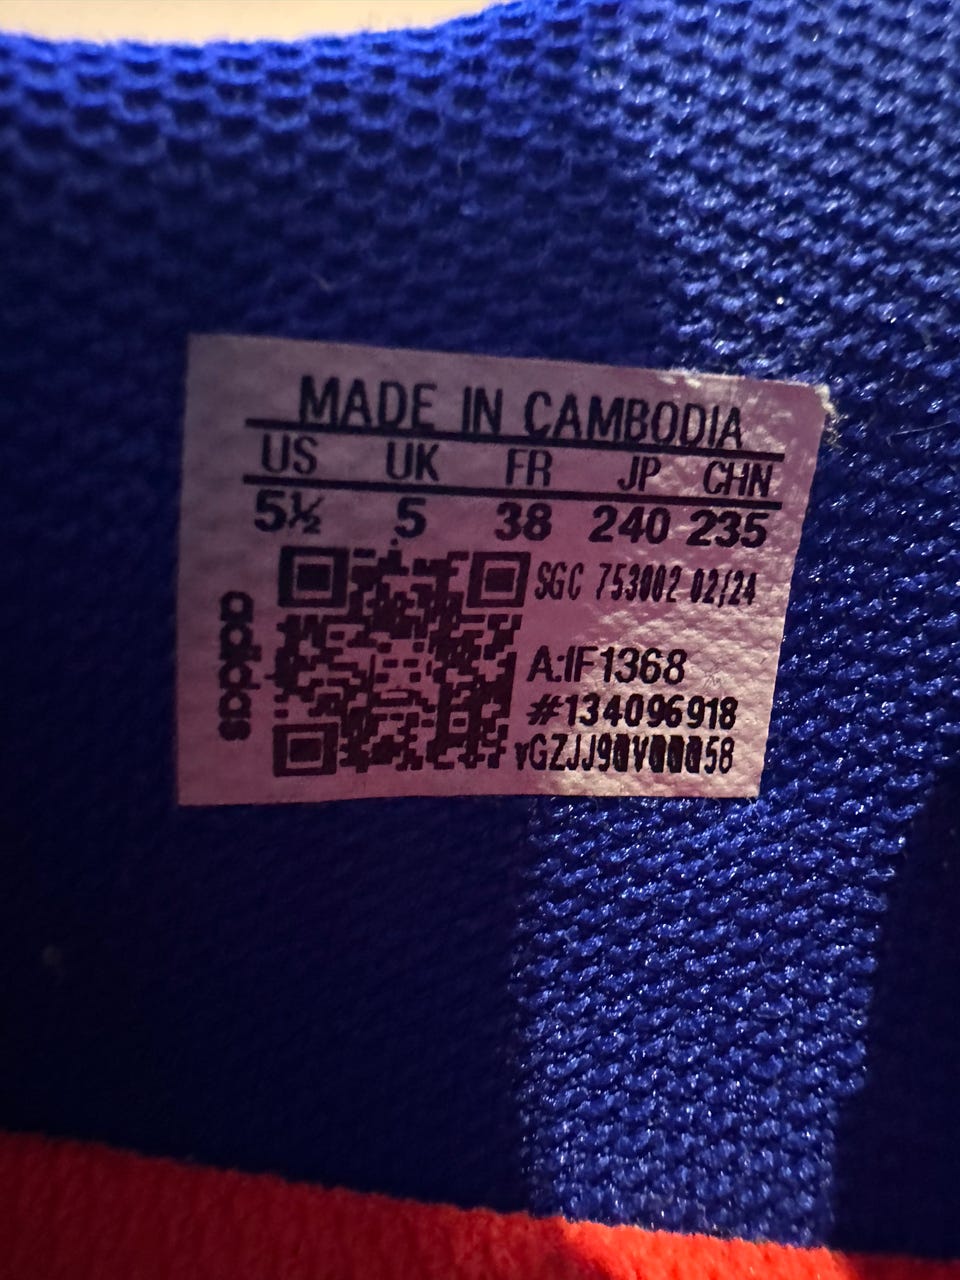 MADE IN CAMBODIA
US UK FR JP CHN
5½ 5 38 240 235
SGC 753002 02/24
adidas
A:IF1368
#134096918